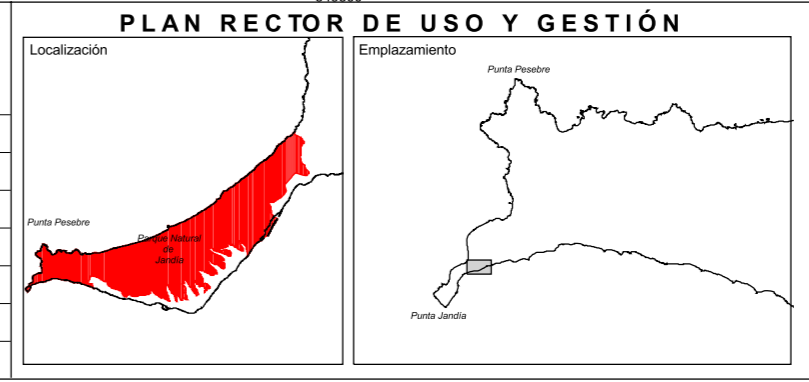 PLAN RECTOR DE USO Y GESTIÓN
Localización
Punta Pesebre
Parque Natural
de
Jandía
Emplazamiento
Punta Pesebre
Punta Jandía